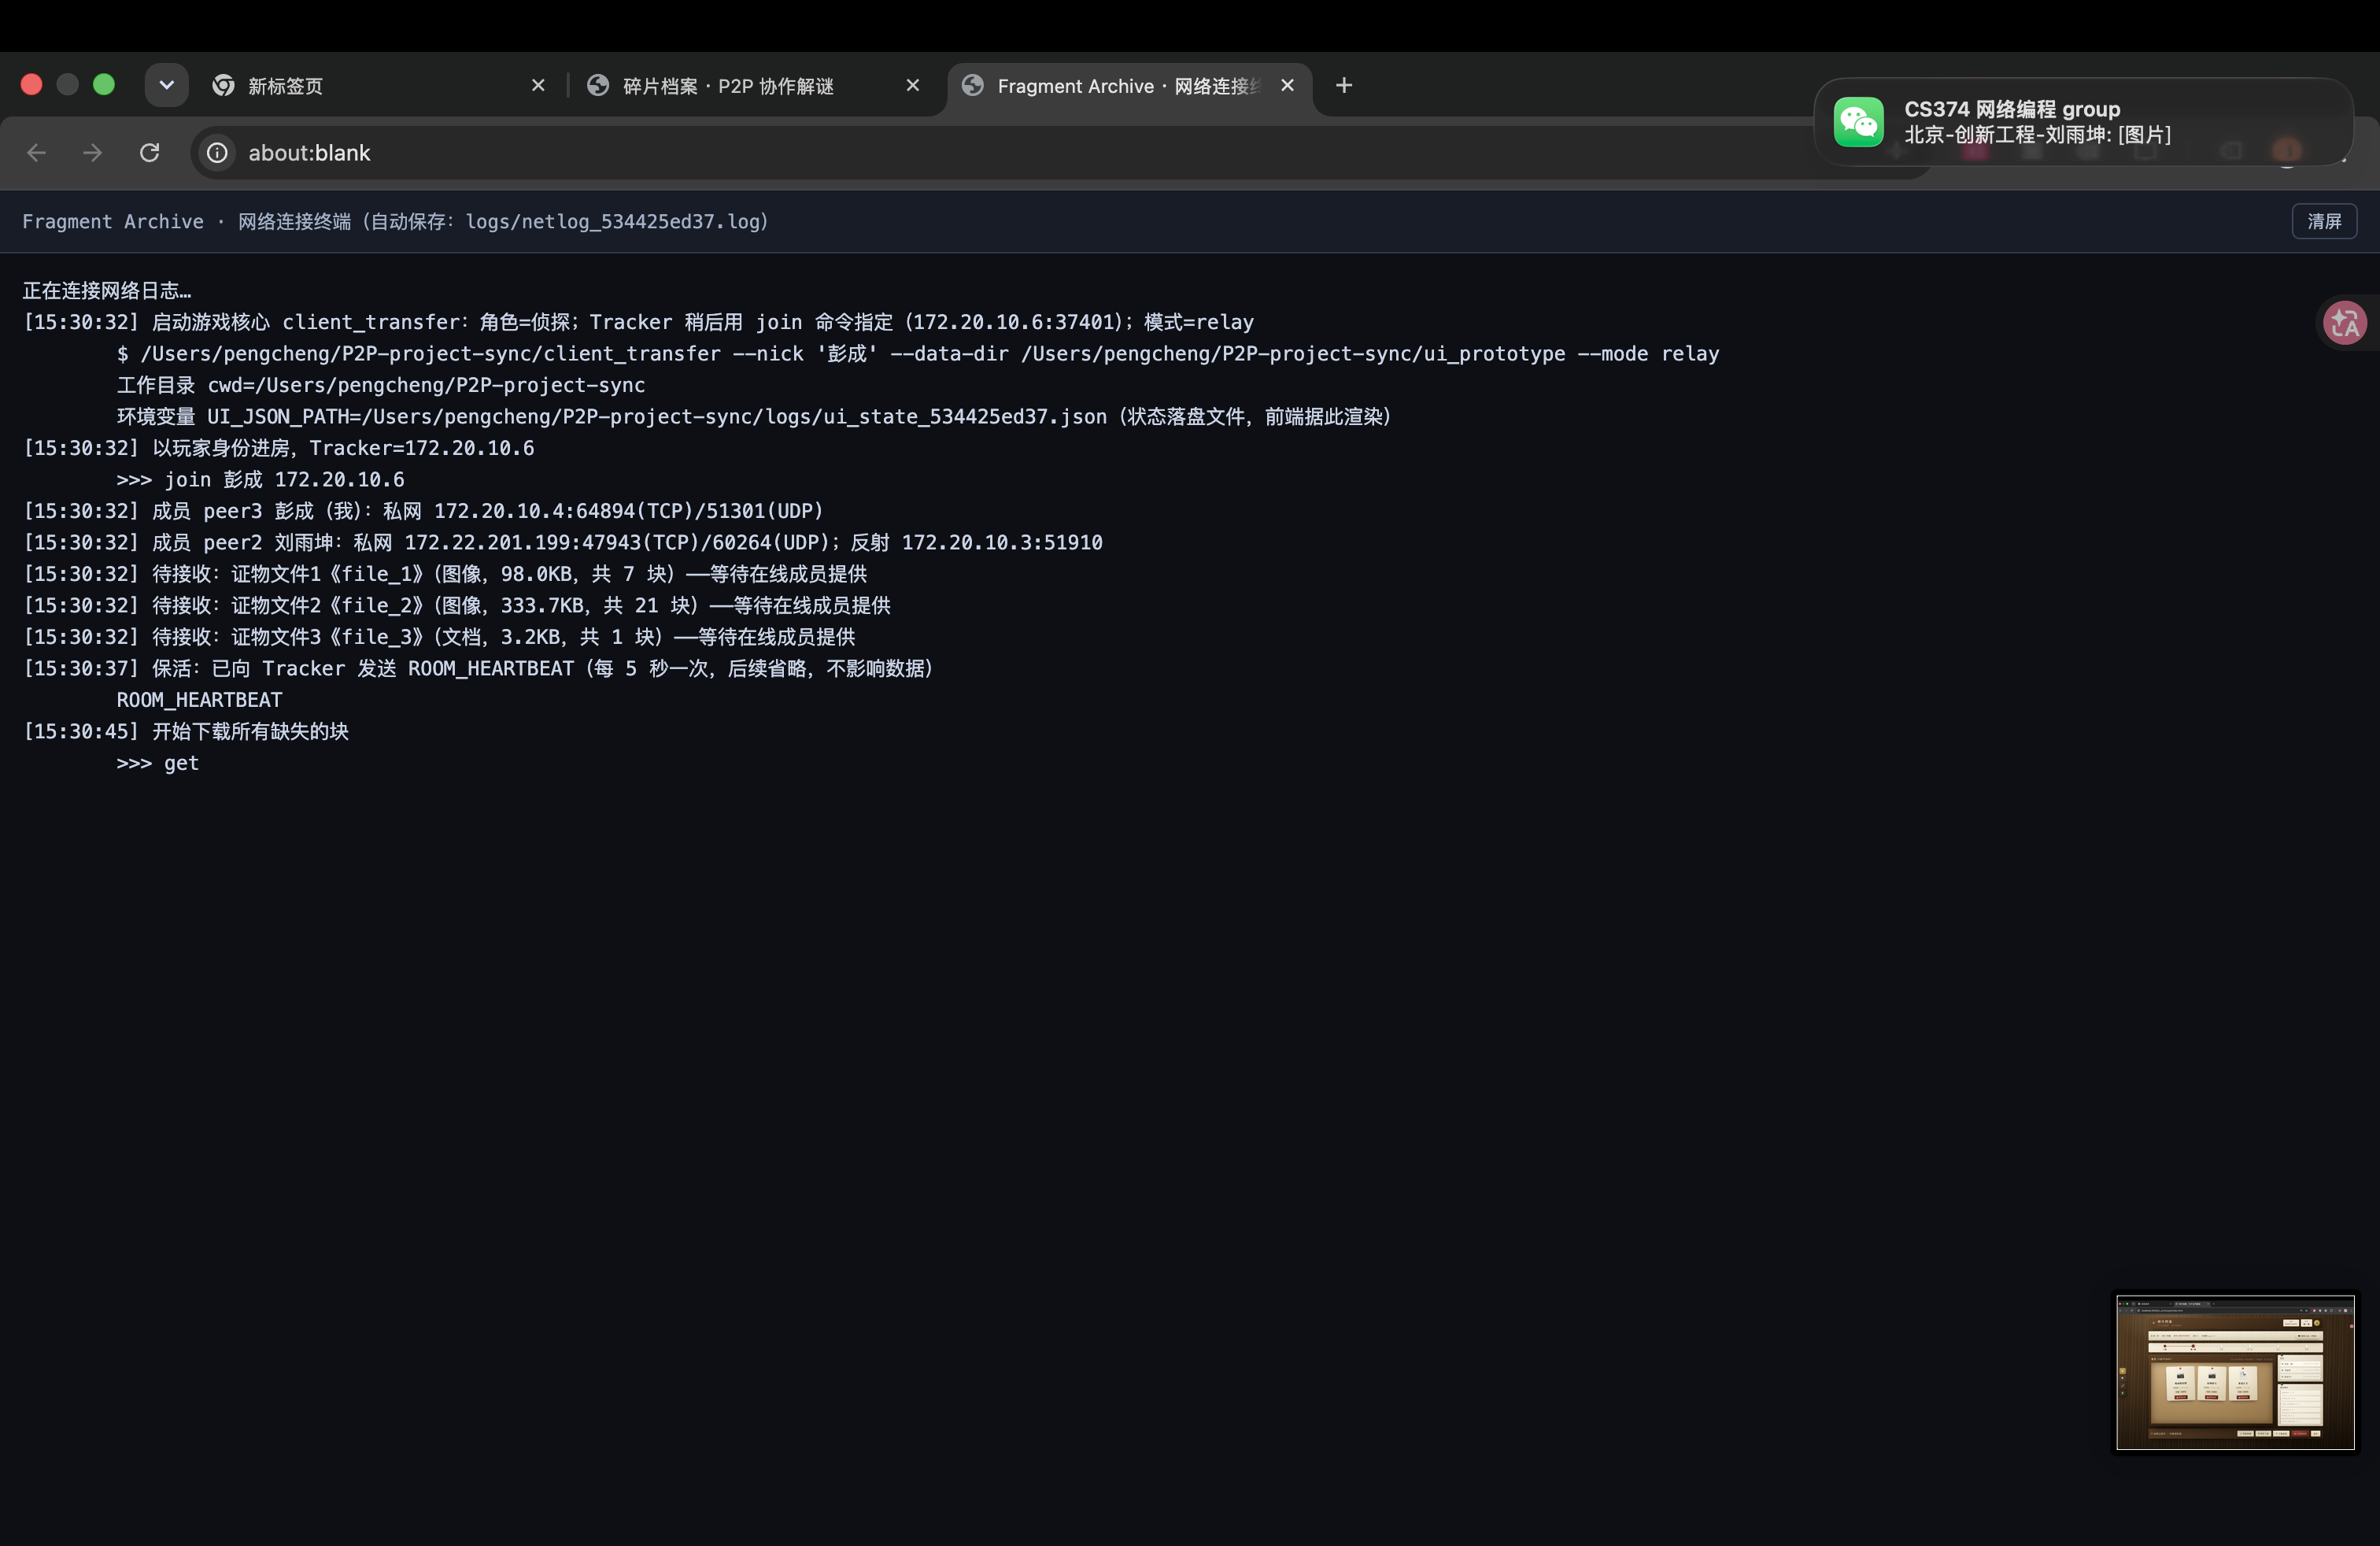 新标签页
碎片档案 · P2P 协作解谜
Fragment Archive · 网络连接
CS374 网络编程 group
北京-创新工程-刘雨坤: [图片]
about:blank
Fragment Archive · 网络连接终端（自动保存：logs/netlog_534425ed37.log）
清屏
正在连接网络日志…
[15:30:32] 启动游戏核心 client_transfer：角色=侦探；Tracker 稍后用 join 命令指定（172.20.10.6:37401）；模式=relay
$ /Users/pengcheng/P2P-project-sync/client_transfer --nick '彭成' --data-dir /Users/pengcheng/P2P-project-sync/ui_prototype --mode relay
工作目录 cwd=/Users/pengcheng/P2P-project-sync
环境变量 UI_JSON_PATH=/Users/pengcheng/P2P-project-sync/logs/ui_state_534425ed37.json（状态落盘文件，前端据此渲染）
[15:30:32] 以玩家身份进房，Tracker=172.20.10.6
>>> join 彭成 172.20.10.6
[15:30:32] 成员 peer3 彭成（我）：私网 172.20.10.4:64894(TCP)/51301(UDP)
[15:30:32] 成员 peer2 刘雨坤：私网 172.22.201.199:47943(TCP)/60264(UDP)；反射 172.20.10.3:51910
[15:30:32] 待接收：证物文件1《file_1》（图像，98.0KB，共 7 块）——等待在线成员提供
[15:30:32] 待接收：证物文件2《file_2》（图像，333.7KB，共 21 块）——等待在线成员提供
[15:30:32] 待接收：证物文件3《file_3》（文档，3.2KB，共 1 块）——等待在线成员提供
[15:30:37] 保活：已向 Tracker 发送 ROOM_HEARTBEAT（每 5 秒一次，后续省略，不影响数据）
ROOM_HEARTBEAT
[15:30:45] 开始下载所有缺失的块
>>> get